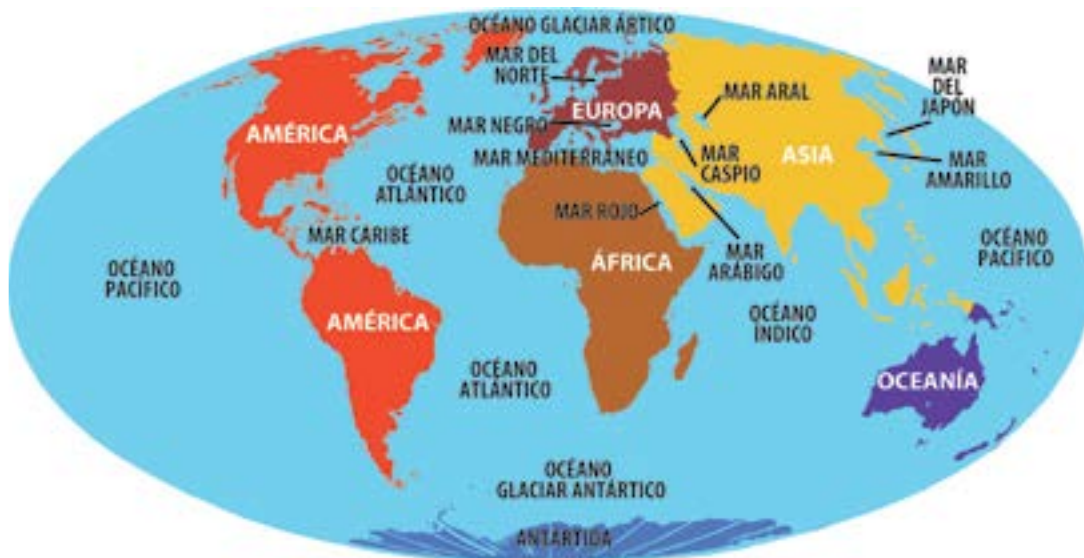 OCÉANO GLACIAR ÁRTICO
MAR DEL
NORTE
EUROPA
MAR NEGRO
MAR MEDITERRÁNEO
MAR ARAL
MAR
DEL
JAPÓN
AMÉRICA
ASIA
MAR
CASPIO
MAR
AMARILLO
OCÉANO
ATLÁNTICO
MAR ROJO
MAR CARIBE
ÁFRICA
MAR
ARÁBIGO
OCÉANO
PACÍFICO
OCÉANO
PACÍFICO
AMÉRICA
OCÉANO
ÍNDICO
OCÉANO
ATLÁNTICO
OCEANÍA
OCÉANO
GLACIAR ANTÁRTICO
ANTÁRTIDA